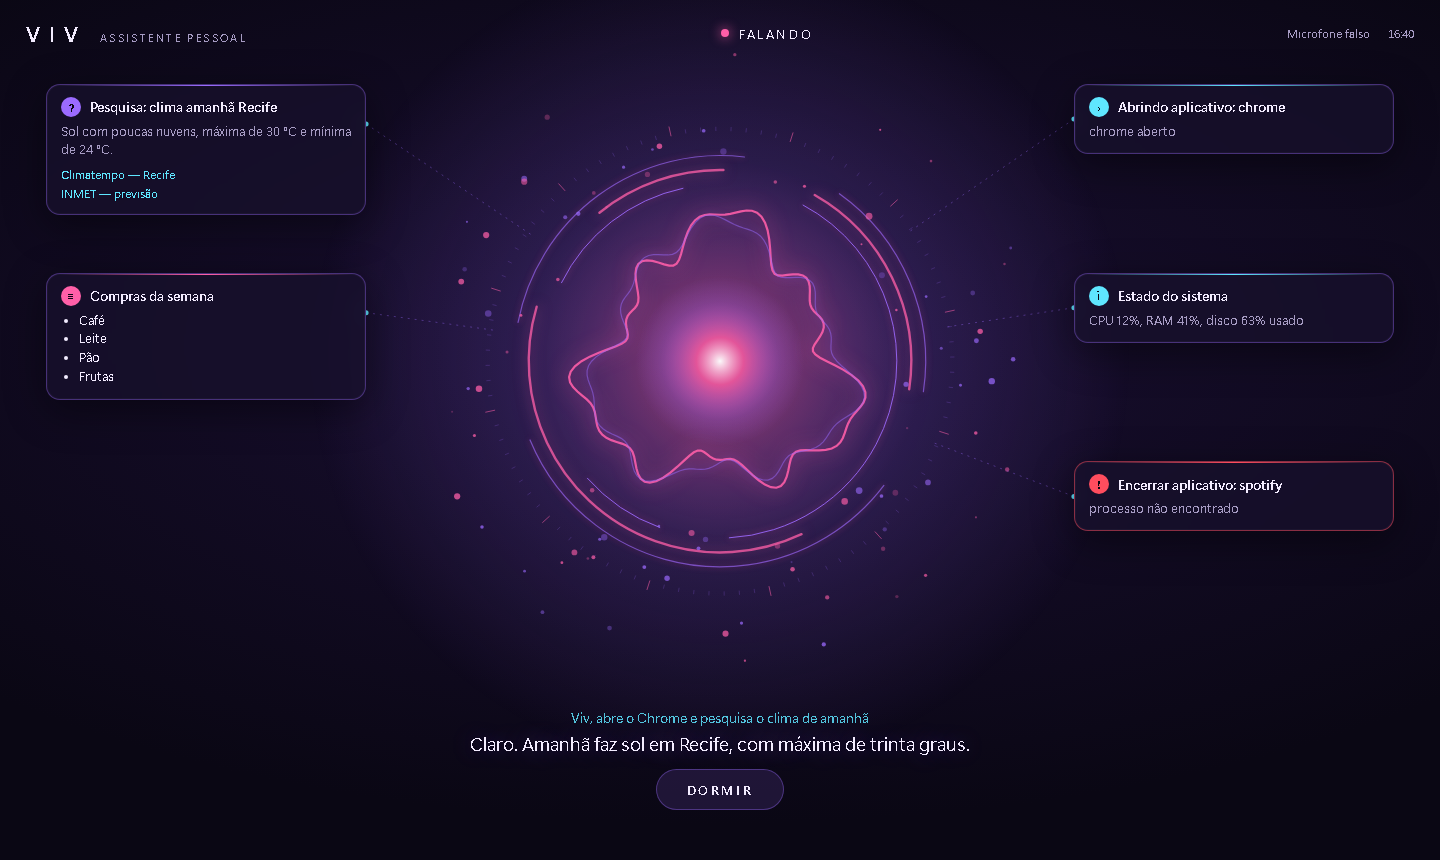 VIV ASSISTENTE PESSOAL
FALANDO
Microfone falso 16:40
? Pesquisa: clima amanhã Recife
Sol com poucas nuvens, máxima de 30 °C e mínima
de 24 °C.
Climatempo — Recife
INMET — previsão
≡ Compras da semana
• Café
• Leite
• Pão
• Frutas
› Abrindo aplicativo: chrome
chrome aberto
i Estado do sistema
CPU 12%, RAM 41%, disco 63% usado
! Encerrar aplicativo: spotify
processo não encontrado
Viv, abre o Chrome e pesquisa o clima de amanhã
Claro. Amanhã faz sol em Recife, com máxima de trinta graus.
DORMIR